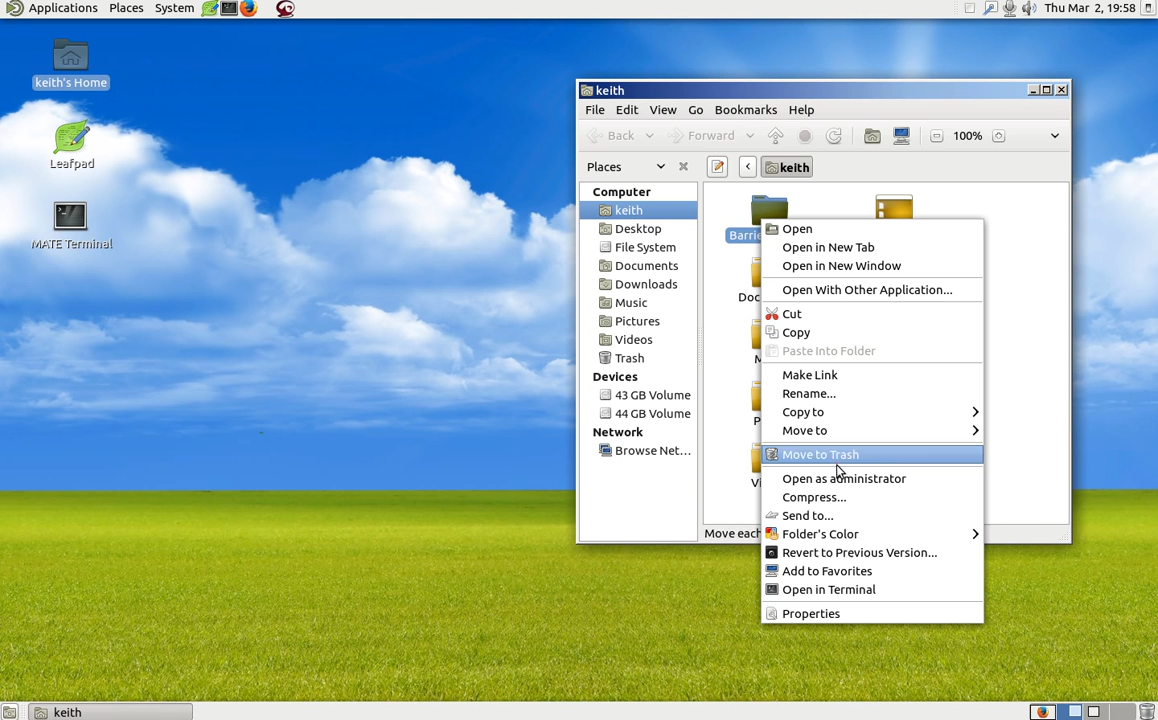 Applications Places System
Thu Mar 2, 19:58
keith's Home
Leafpad
MATE Terminal
keith
File Edit View Go Bookmarks Help
Back Forward 100%
Places
keith
Computer
keith
Desktop
File System
Documents
Downloads
Music
Pictures
Videos
Trash
Devices
43 GB Volume
44 GB Volume
Network
Browse Net...
Open
Open in New Tab
Open in New Window
Open With Other Application...
Cut
Copy
Paste Into Folder
Make Link
Rename...
Copy to
Move to
Move to Trash
Open as administrator
Compress...
Send to...
Folder's Color
Revert to Previous Version...
Add to Favorites
Open in Terminal
Properties
Move each
keith